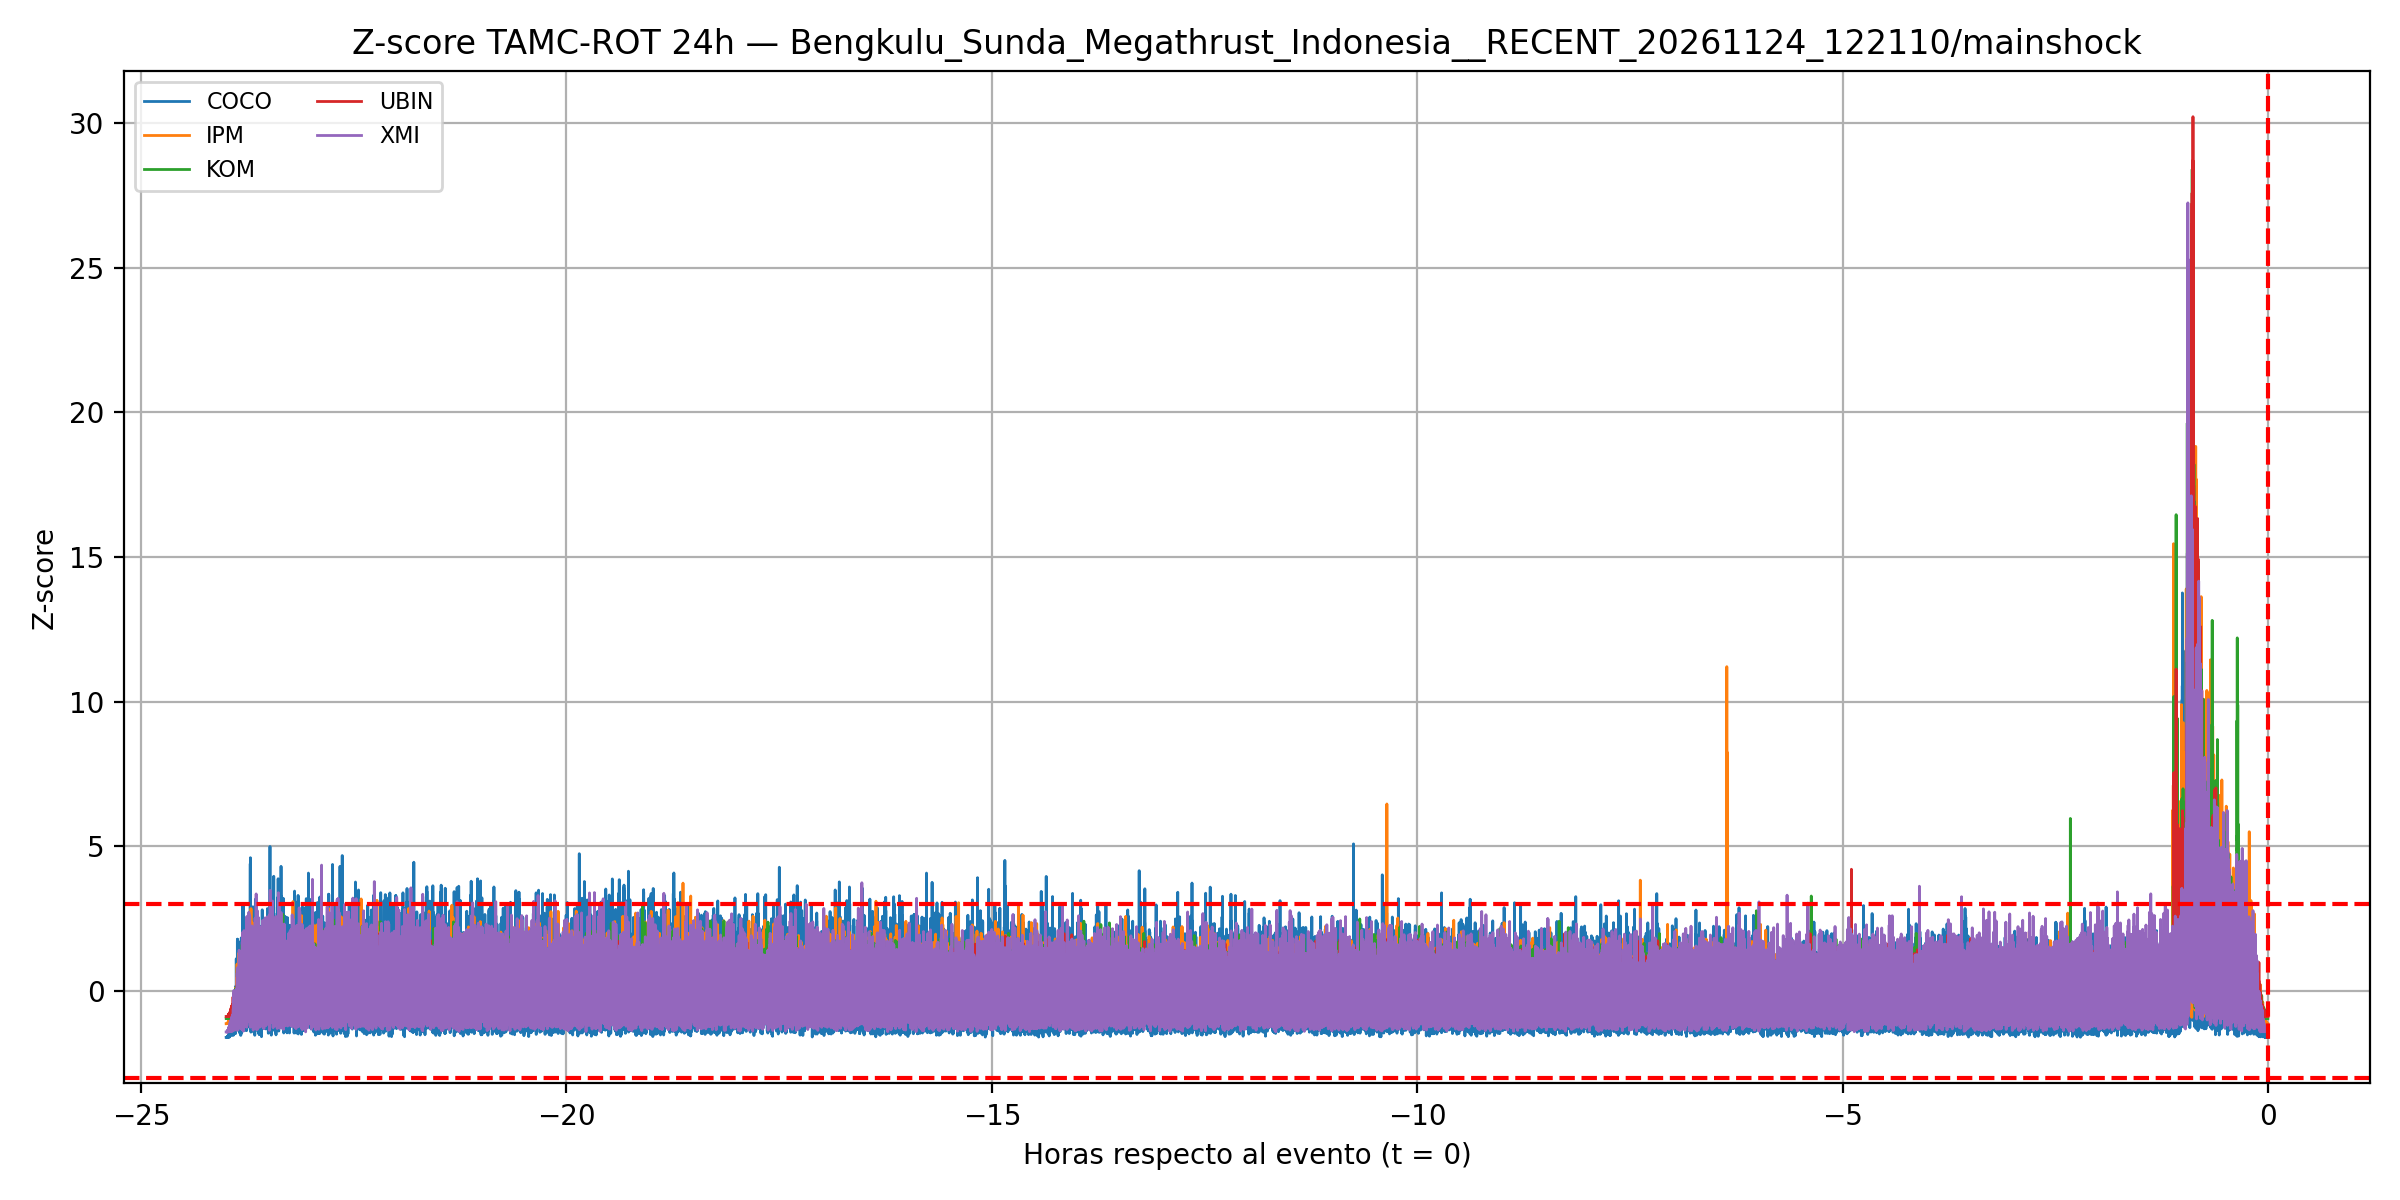 Z-score TAMC-ROT 24h — Bengkulu_Sunda_Megathrust_Indonesia__RECENT_20261124_122110/mainshock
COCO UBIN
IPM XMI
KOM
30
25
20
15
10
5
0
Z-score
−25 −20 −15 −10 −5 0
Horas respecto al evento (t = 0)